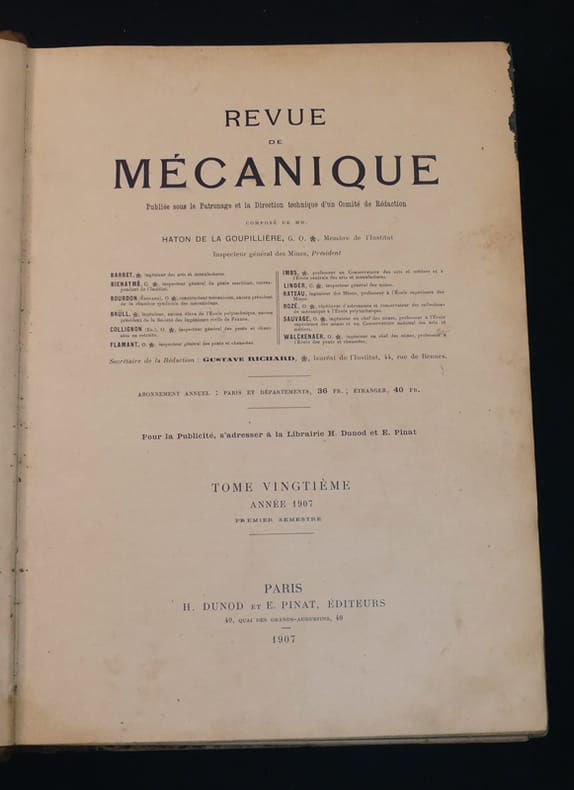 REVUE
DE
MÉCANIQUE
Publiée sous le Patronage et la Direction technique d'un Comité de Rédaction
COMPOSÉ DE MM.
HATON DE LA GOUPILLIÈRE, G. O. ✻, Membre de l'Institut
Inspecteur général des Mines, Président
BARBET, ✻, ingénieur des arts et manufactures.
BIENAYMÉ, C. ✻, inspecteur général du génie maritime, correspondant de l'Institut.
BOURDON (Édouard), O. ✻, constructeur-mécanicien, ancien président
de la chambre syndicale des mécaniciens.
BRÜLL, ✻, ingénieur, ancien élève de l'École polytechnique, ancien
président de la Société des Ingénieurs civils de France.
COLLIGNON (Ed.), O. ✻, inspecteur général des ponts et chaussées en retraite.
FLAMANT, O. ✻, inspecteur général des ponts et chaussées.
IMBS, ✻, professeur au Conservatoire des arts et métiers et à
l'École centrale des arts et manufactures.
LINDER, C. ✻, inspecteur général des mines.
RATEAU, ingénieur des Mines, professeur à l'École supérieure des
Mines.
ROZÉ, O. ✻, répétiteur d'astronomie et conservateur des collections
de mécanique à l'École polytechnique.
SAUVAGE, O. ✻, ingénieur en chef des mines, professeur à l'École
supérieure des mines et au Conservatoire national des arts et
métiers.
WALCKENAER, O. ✻, ingénieur en chef des mines, professeur à
l'École des Ponts et chaussées.
Secrétaire de la Rédaction : GUSTAVE RICHARD, ✻, lauréat de l'Institut, 44, rue de Rennes.
ABONNEMENT ANNUEL : PARIS ET DÉPARTEMENTS, 36 FR. ; ÉTRANGER, 40 FR.
Pour la Publicité, s'adresser à la Librairie H. Dunod et E. Pinat
TOME VINGTIÈME
ANNÉE 1907
PREMIER SEMESTRE
PARIS
H. DUNOD ET E. PINAT, ÉDITEURS
49, QUAI DES GRANDS-AUGUSTINS, 49
1907